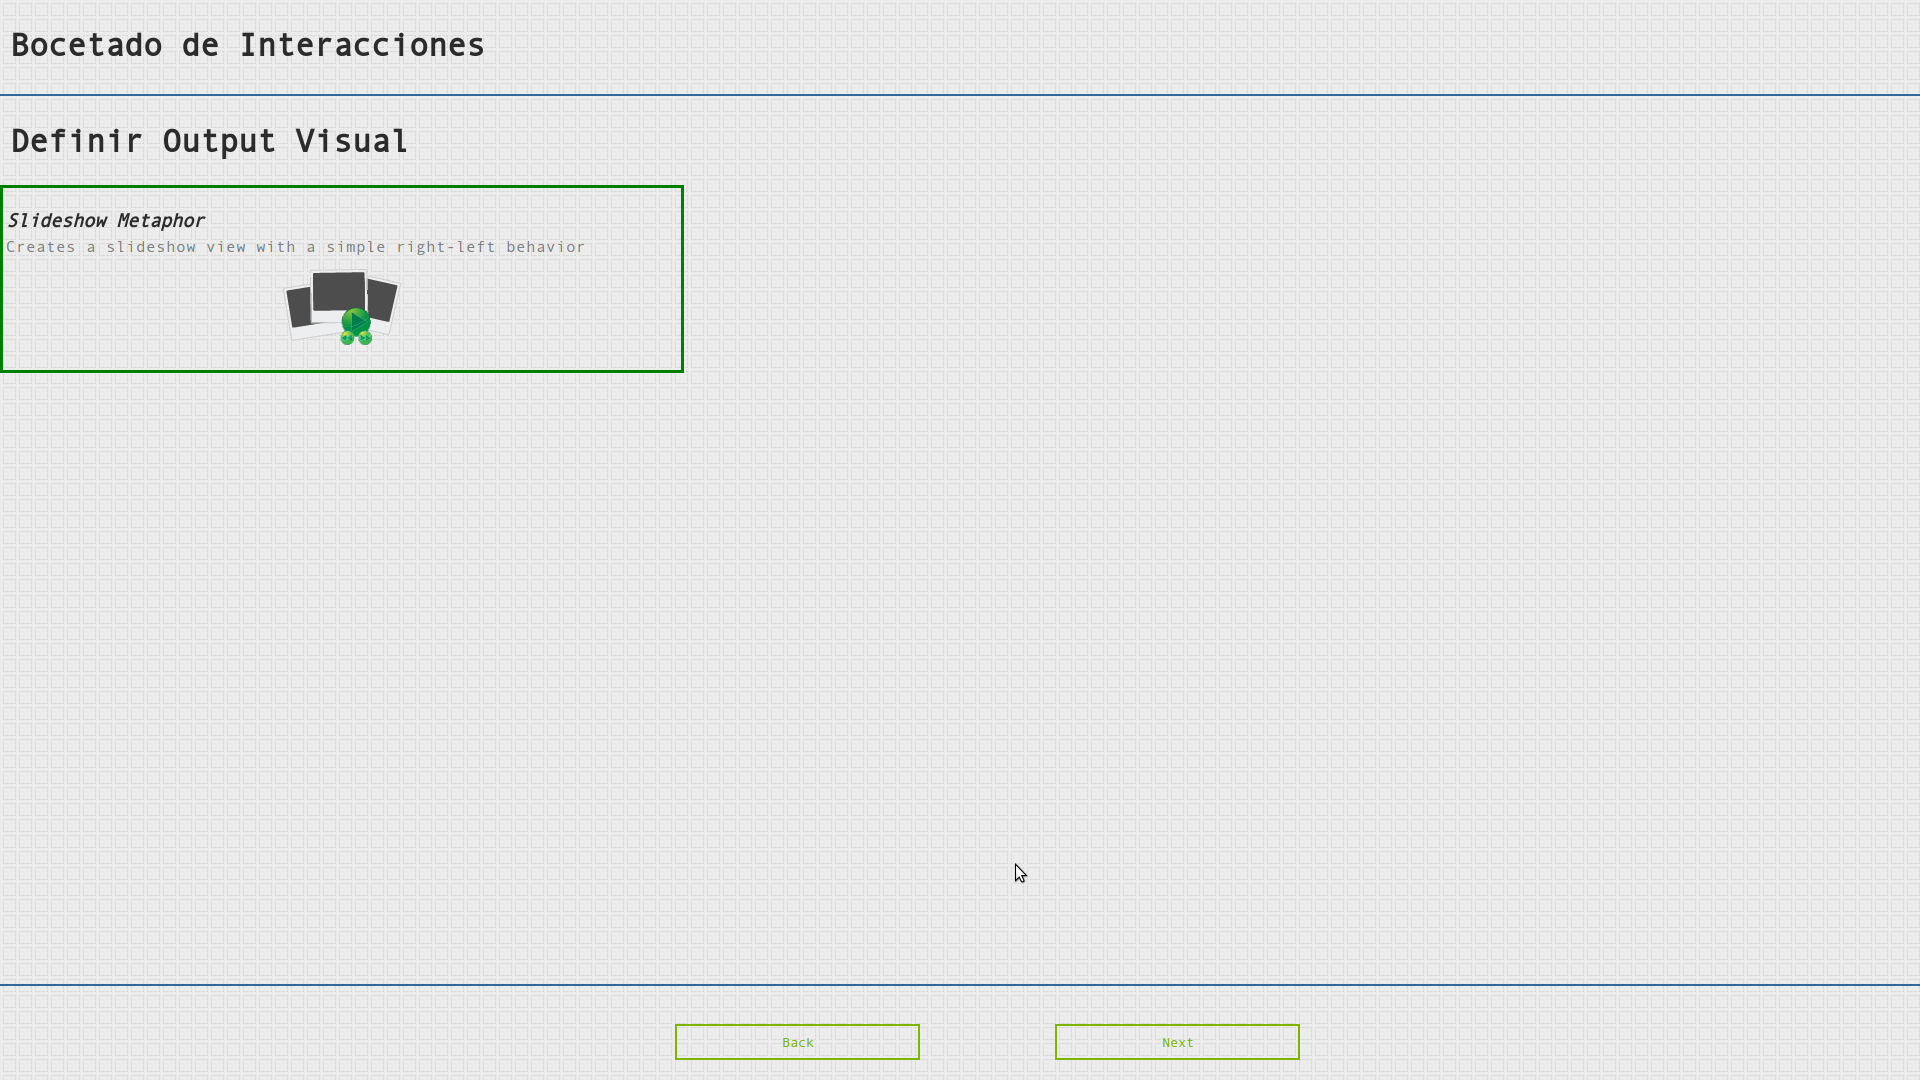 Bocetado de Interacciones
Definir Output Visual
Slideshow Metaphor
Creates a slideshow view with a simple right-left behavior
Back
Next